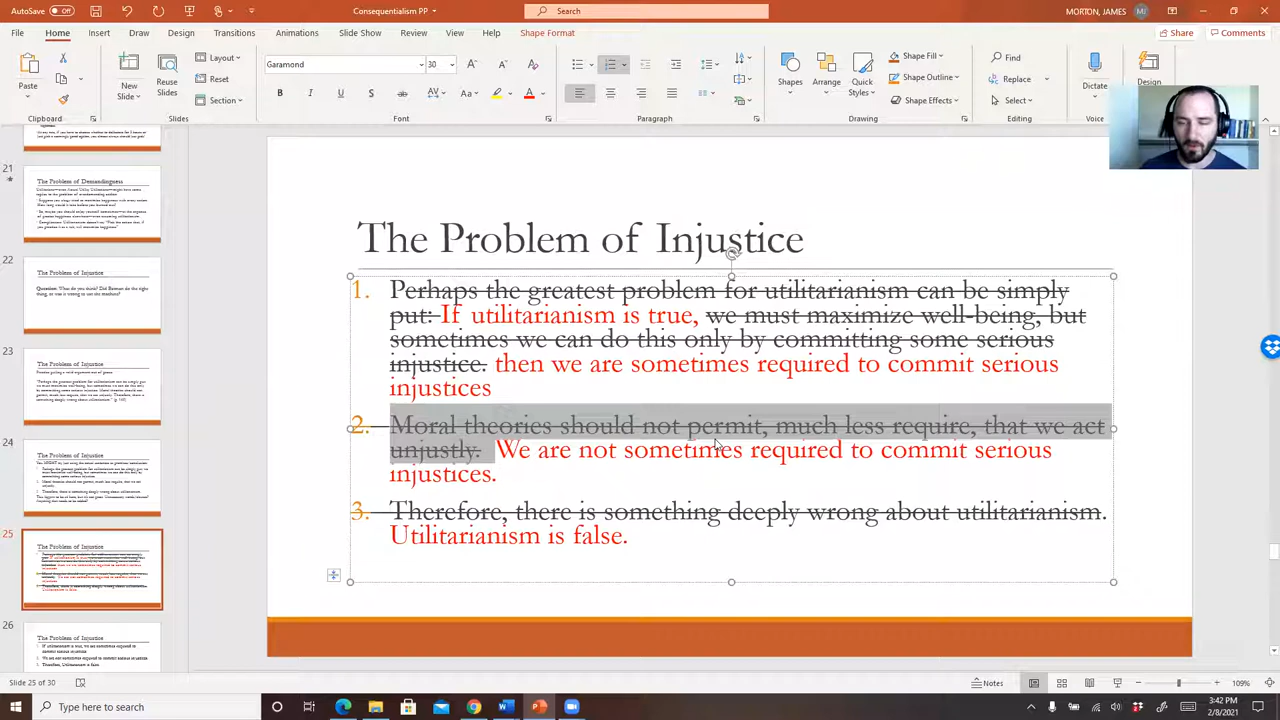 AutoSave Off
Consequentialism.PP
Search
MORTON, JAMES
MJ
File Home Insert Draw Design Transitions Animations Slide Show Review View Help Shape Format
Share Comments
Paste
New Slide
Reuse Slides
Layout
Reset
Section
Garamond 30
Shapes
Arrange
Quick Styles
Shape Fill
Shape Outline
Shape Effects
Find
Replace
Select
Dictate
Design
Clipboard Slides Font Paragraph Drawing Editing Voice
21
The Problem of Demandingness
22
The Problem of Injustice
23
The Problem of Injustice
24
The Problem of Injustice
25
The Problem of Injustice
26
The Problem of Injustice
The Problem of Injustice
1. Perhaps the greatest problem for utilitarianism can be simply
put: If utilitarianism is true, we must maximize well-being, but
sometimes we can do this only by committing some serious
injustice. then we are sometimes required to commit serious
injustices
2. Moral theories should not permit, much less require, that we act
unjustly. We are not sometimes required to commit serious
injustices.
3. Therefore, there is something deeply wrong about utilitarianism.
Utilitarianism is false.
Slide 25 of 30
Notes
109%
Type here to search
3:42 PM
2/8/2021